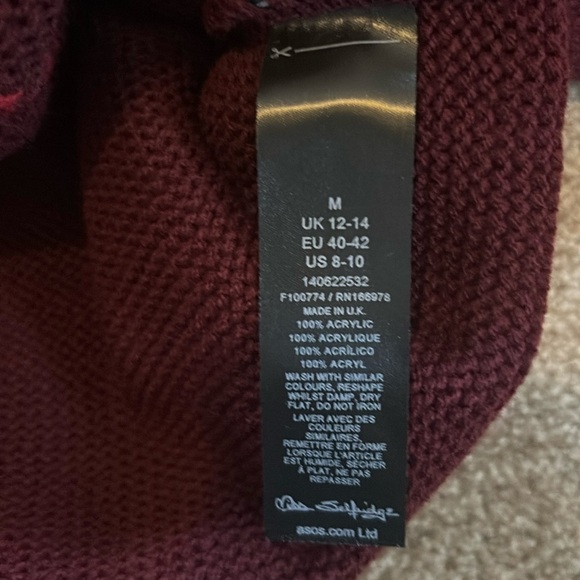 M
UK 12-14
EU 40-42
US 8-10
140622532
F100774 / RN166978
MADE IN U.K.
100% ACRYLIC
100% ACRYLIQUE
100% ACRÍLICO
100% ACRYL
WASH WITH SIMILAR
COLOURS, RESHAPE
WHILST DAMP, DRY
FLAT, DO NOT IRON
LAVER AVEC DES
COULEURS
SIMILAIRES,
REMETTRE EN FORME
LORSQUE L'ARTICLE
EST HUMIDE, SÉCHER
À PLAT, NE PAS
REPASSER
Miss Selfridge
asos.com Ltd